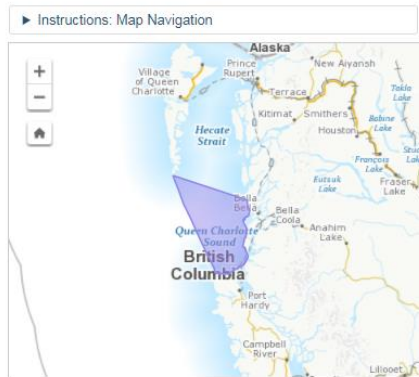 ► Instructions: Map Navigation
+
−
Alaska
Prince
Rupert
New Aiyansh
Village
of Queen
Charlotte
Terrace
Kitimat
Smithers
Houston
Takla
Lake
Babine
Lake
Hecate
Strait
François
Lake
Eutsuk
Lake
Fraser
Lake
Bella
Bella
Bella
Coola
Anahim
Lake
Queen Charlotte
Sound
British
Columbia
Port
Hardy
Campbell
River
Lillooet